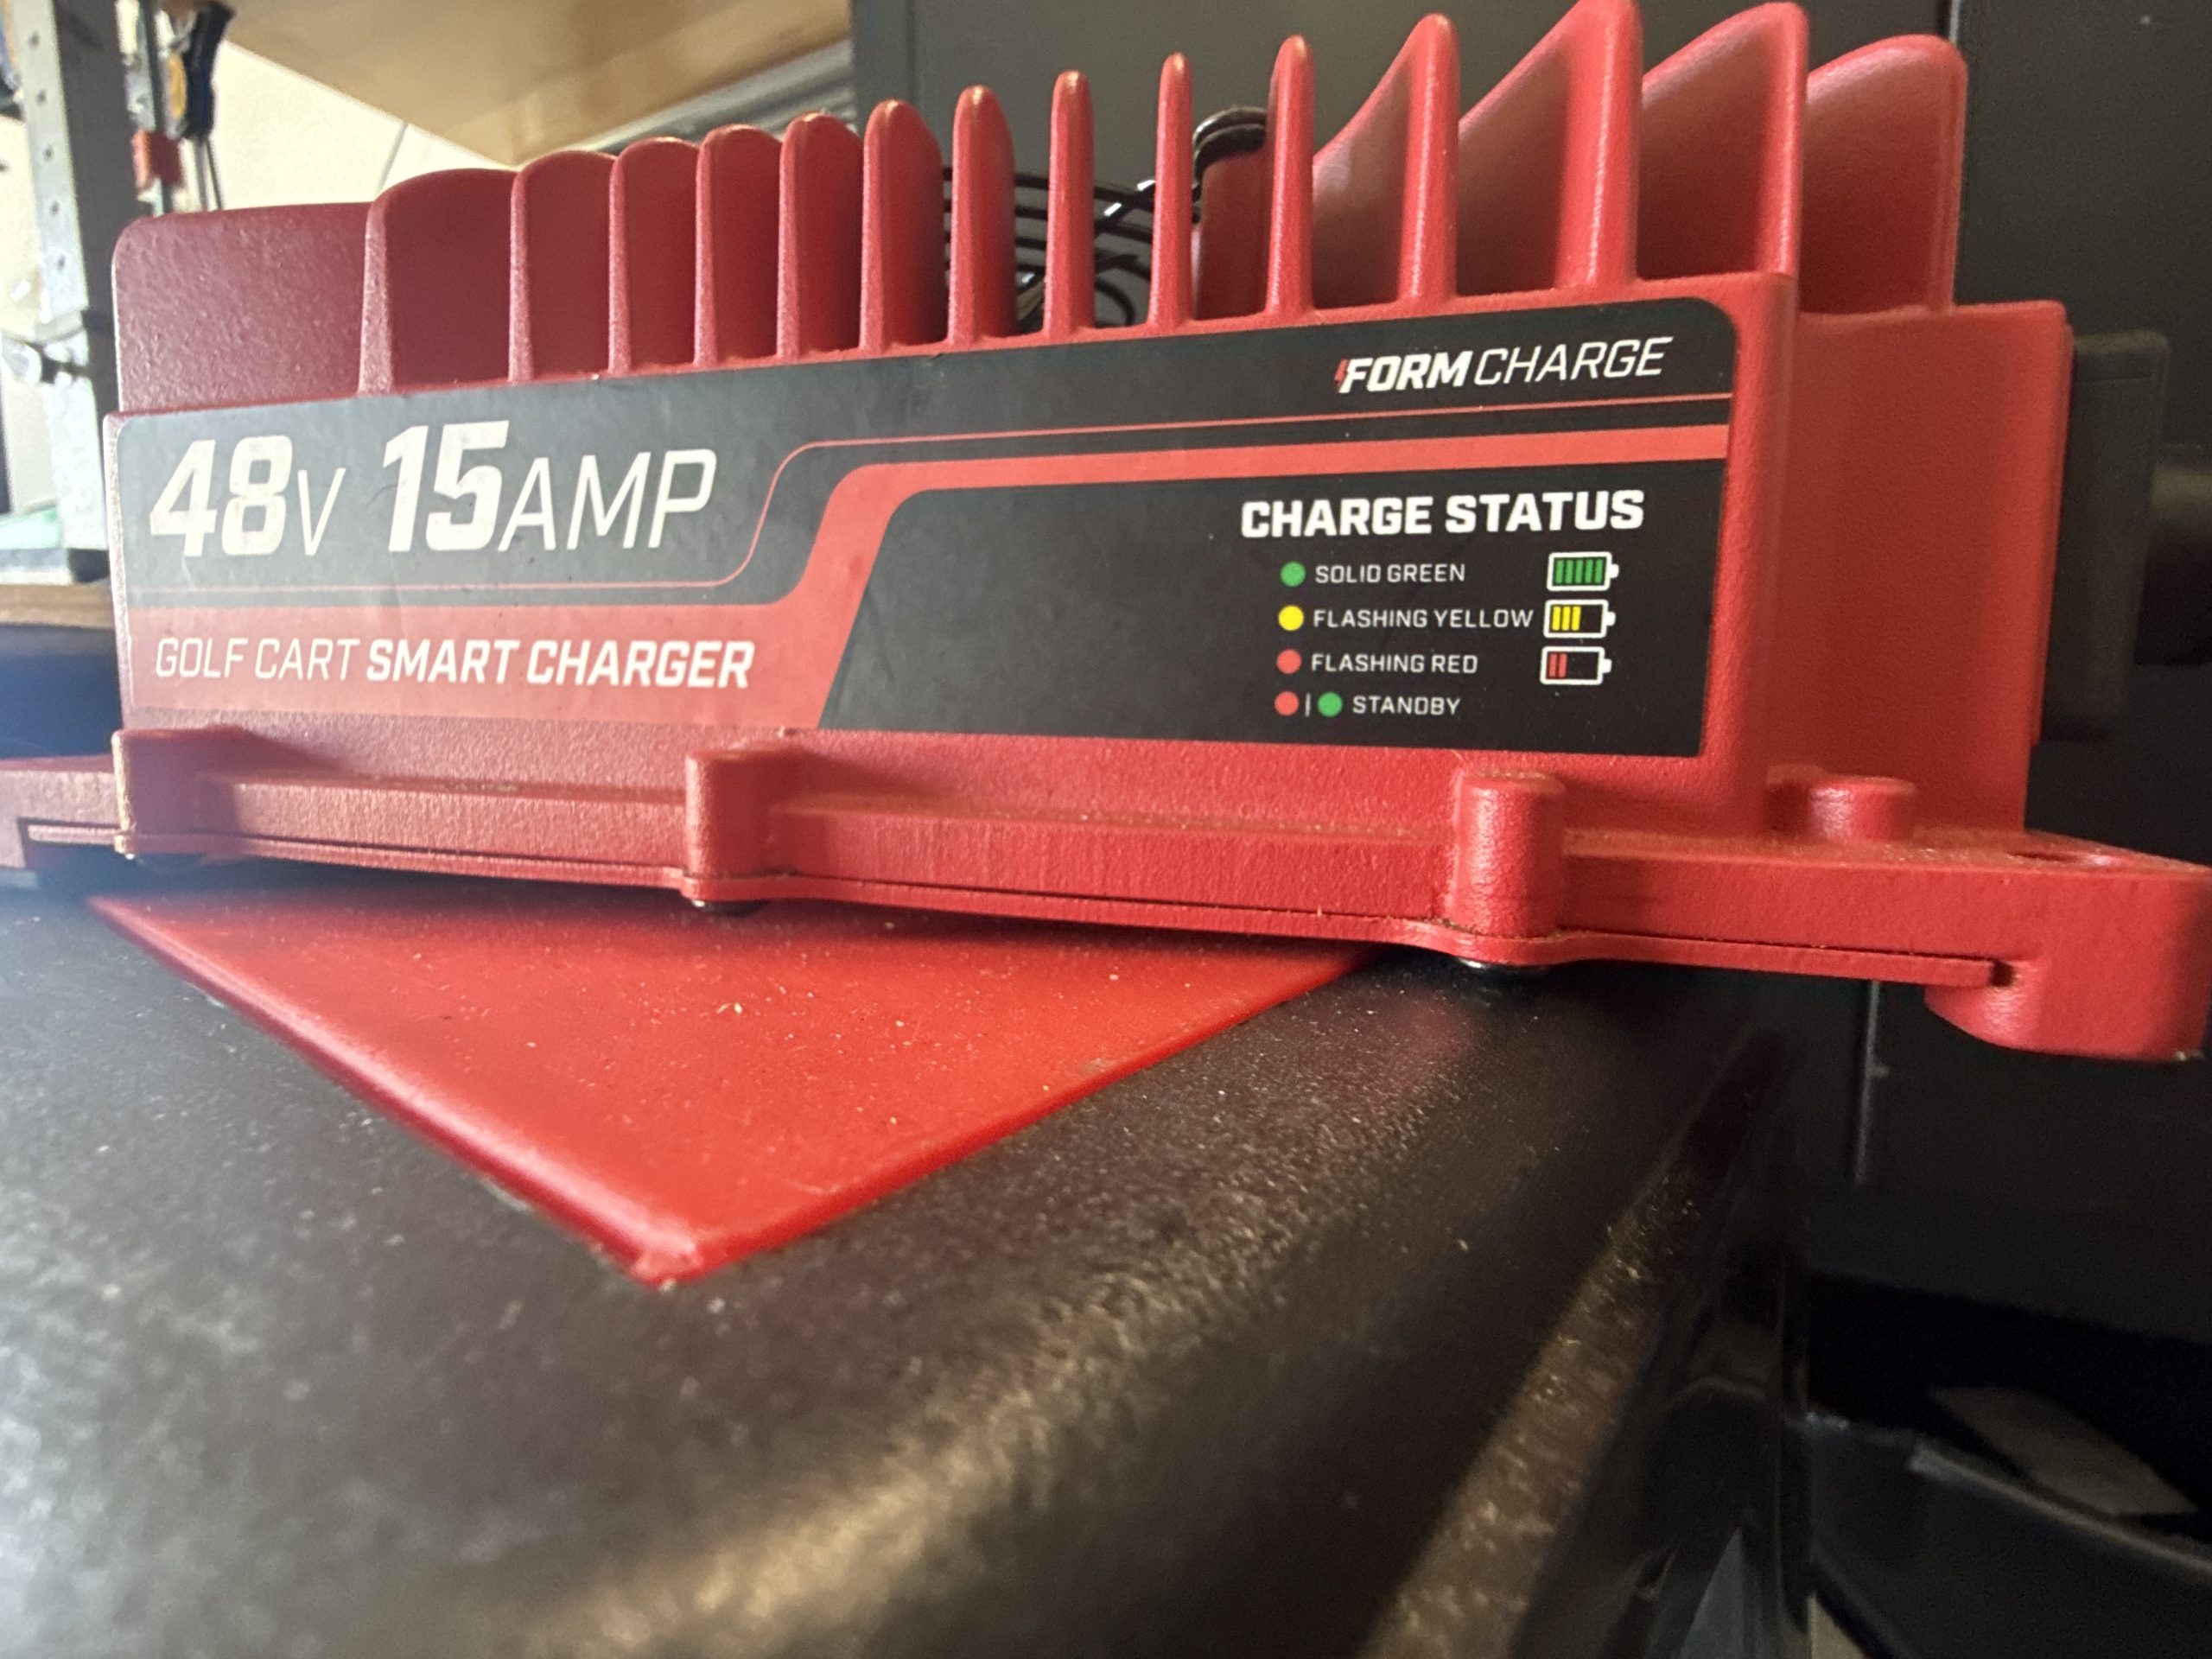 FORMCHARGE
48V 15AMP
GOLF CART SMART CHARGER
CHARGE STATUS
SOLID GREEN
FLASHING YELLOW
FLASHING RED
| STANDBY